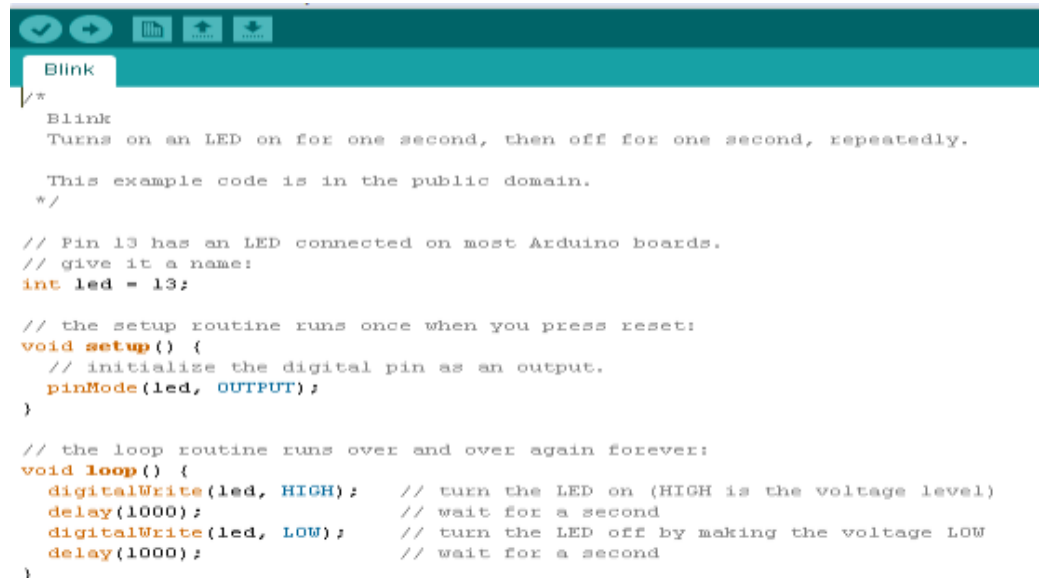 Blink
/*
  Blink
  Turns on an LED on for one second, then off for one second, repeatedly.

  This example code is in the public domain.
 */

// Pin 13 has an LED connected on most Arduino boards.
// give it a name:
int led = 13;

// the setup routine runs once when you press reset:
void setup() {
  // initialize the digital pin as an output.
  pinMode(led, OUTPUT);
}

// the loop routine runs over and over again forever:
void loop() {
  digitalWrite(led, HIGH);   // turn the LED on (HIGH is the voltage level)
  delay(1000);               // wait for a second
  digitalWrite(led, LOW);    // turn the LED off by making the voltage LOW
  delay(1000);               // wait for a second
}